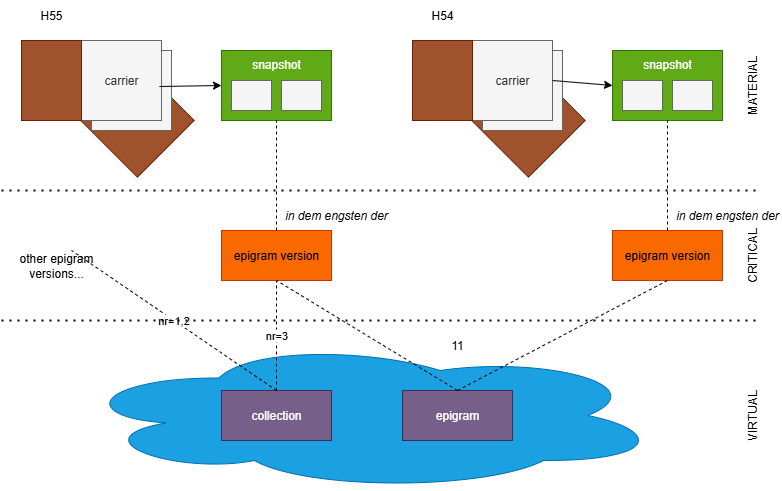 H55
H54
carrier
snapshot
carrier
snapshot
MATERIAL
in dem engsten der
in dem engsten der
other epigram
versions...
epigram version
epigram version
CRITICAL
nr=1,2
nr=3
11
collection
epigram
VIRTUAL